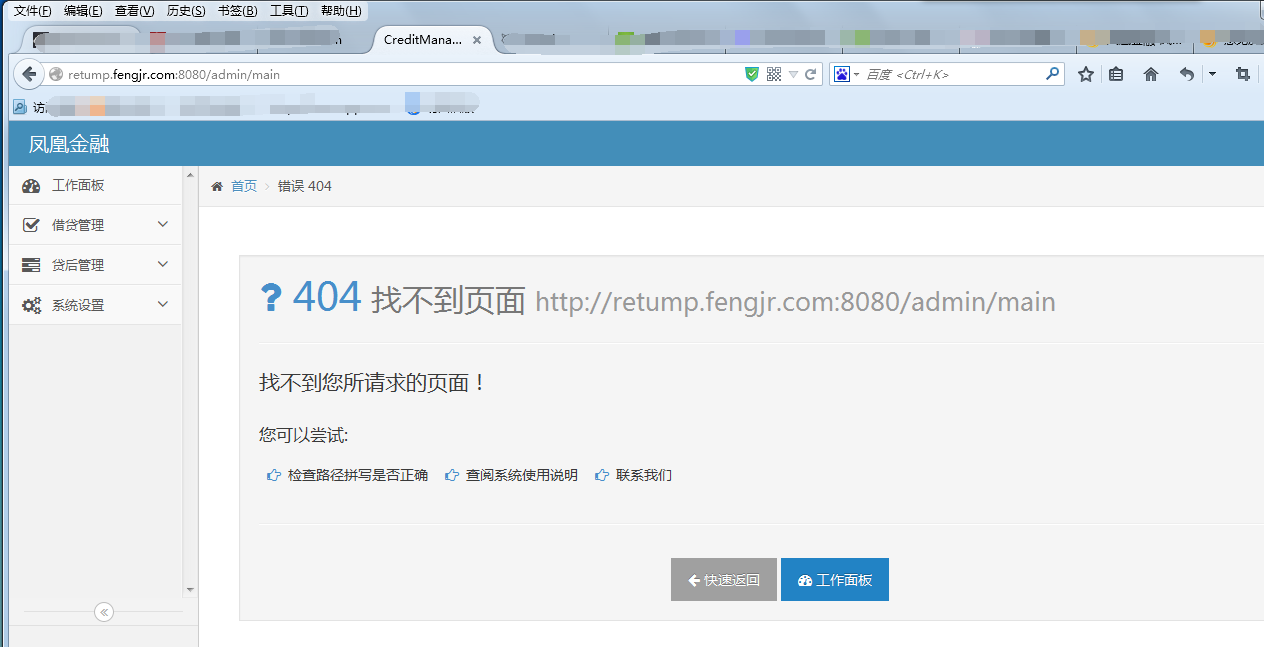 文件(F) 编辑(E) 查看(V) 历史(S) 书签(B) 工具(T) 帮助(H)
CreditMana...
retump.fengjr.com:8080/admin/main
百度 <Ctrl+K>
访
凤凰金融
工作面板
首页 错误 404
借贷管理
贷后管理
系统设置
? 404 找不到页面 http://retump.fengjr.com:8080/admin/main
找不到您所请求的页面！
您可以尝试:
检查路径拼写是否正确 查阅系统使用说明 联系我们
快速返回 工作面板